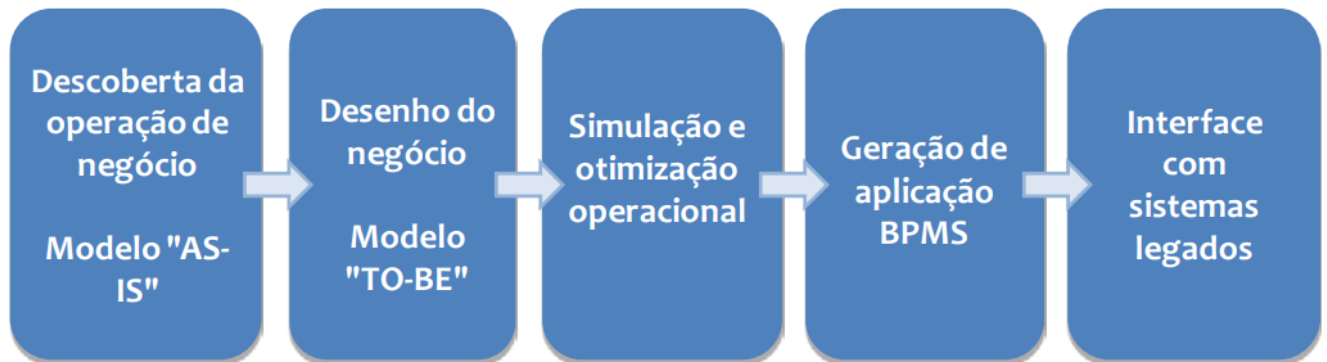 Descoberta da
operação de
negócio
Modelo "AS-
IS"
Desenho do
negócio
Modelo
"TO-BE"
Simulação e
otimização
operacional
Geração de
aplicação
BPMS
Interface
com
sistemas
legados